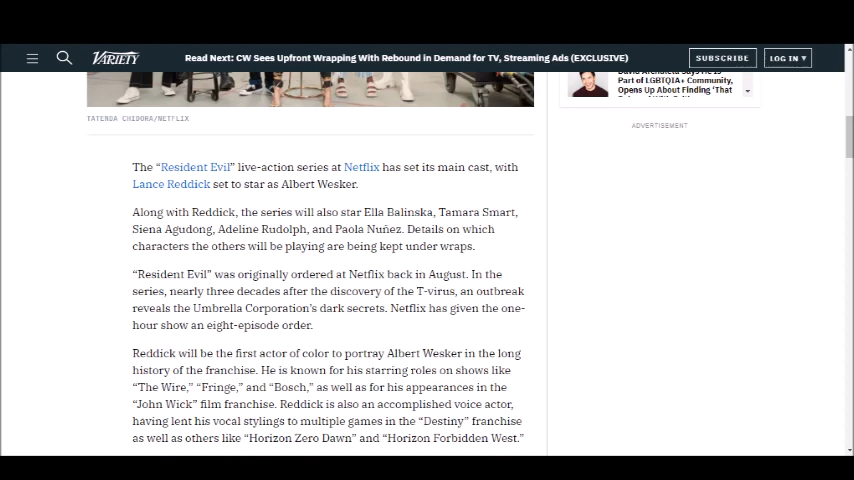 VARIETY
Read Next: CW Sees Upfront Wrapping With Rebound in Demand for TV, Streaming Ads (EXCLUSIVE)
SUBSCRIBE
LOG IN ▾
Part of LGBTQIA+ Community,
Opens Up About Finding ‘That
TATENDA CHIDORA/NETFLIX
ADVERTISEMENT
The “Resident Evil” live-action series at Netflix has set its main cast, with
Lance Reddick set to star as Albert Wesker.
Along with Reddick, the series will also star Ella Balinska, Tamara Smart,
Siena Agudong, Adeline Rudolph, and Paola Nuñez. Details on which
characters the others will be playing are being kept under wraps.
“Resident Evil” was originally ordered at Netflix back in August. In the
series, nearly three decades after the discovery of the T-virus, an outbreak
reveals the Umbrella Corporation’s dark secrets. Netflix has given the one-
hour show an eight-episode order.
Reddick will be the first actor of color to portray Albert Wesker in the long
history of the franchise. He is known for his starring roles on shows like
“The Wire,” “Fringe,” and “Bosch,” as well as for his appearances in the
“John Wick” film franchise. Reddick is also an accomplished voice actor,
having lent his vocal stylings to multiple games in the “Destiny” franchise
as well as others like “Horizon Zero Dawn” and “Horizon Forbidden West.”